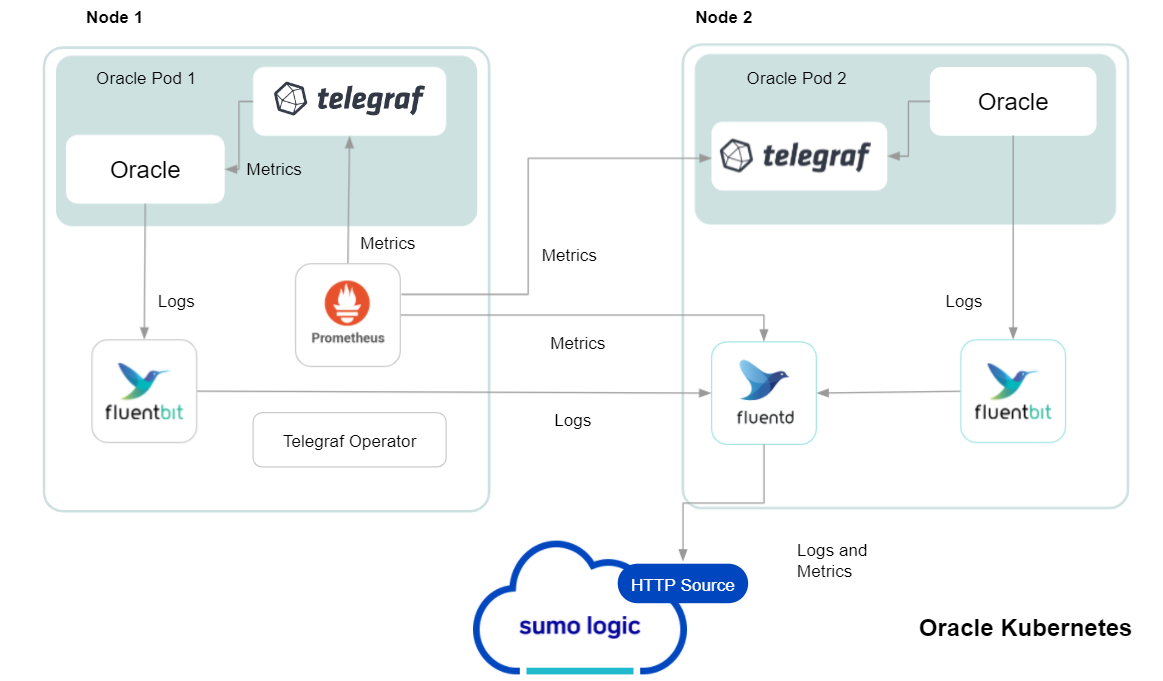 Node 1
Node 2
Oracle Pod 1
telegraf
Oracle
Metrics
Oracle Pod 2
Oracle
telegraf
Metrics
Metrics
Logs
Logs
Prometheus
Metrics
fluentbit
fluentd
fluentbit
Logs
Telegraf Operator
Logs and
Metrics
HTTP Source
sumo logic
Oracle Kubernetes